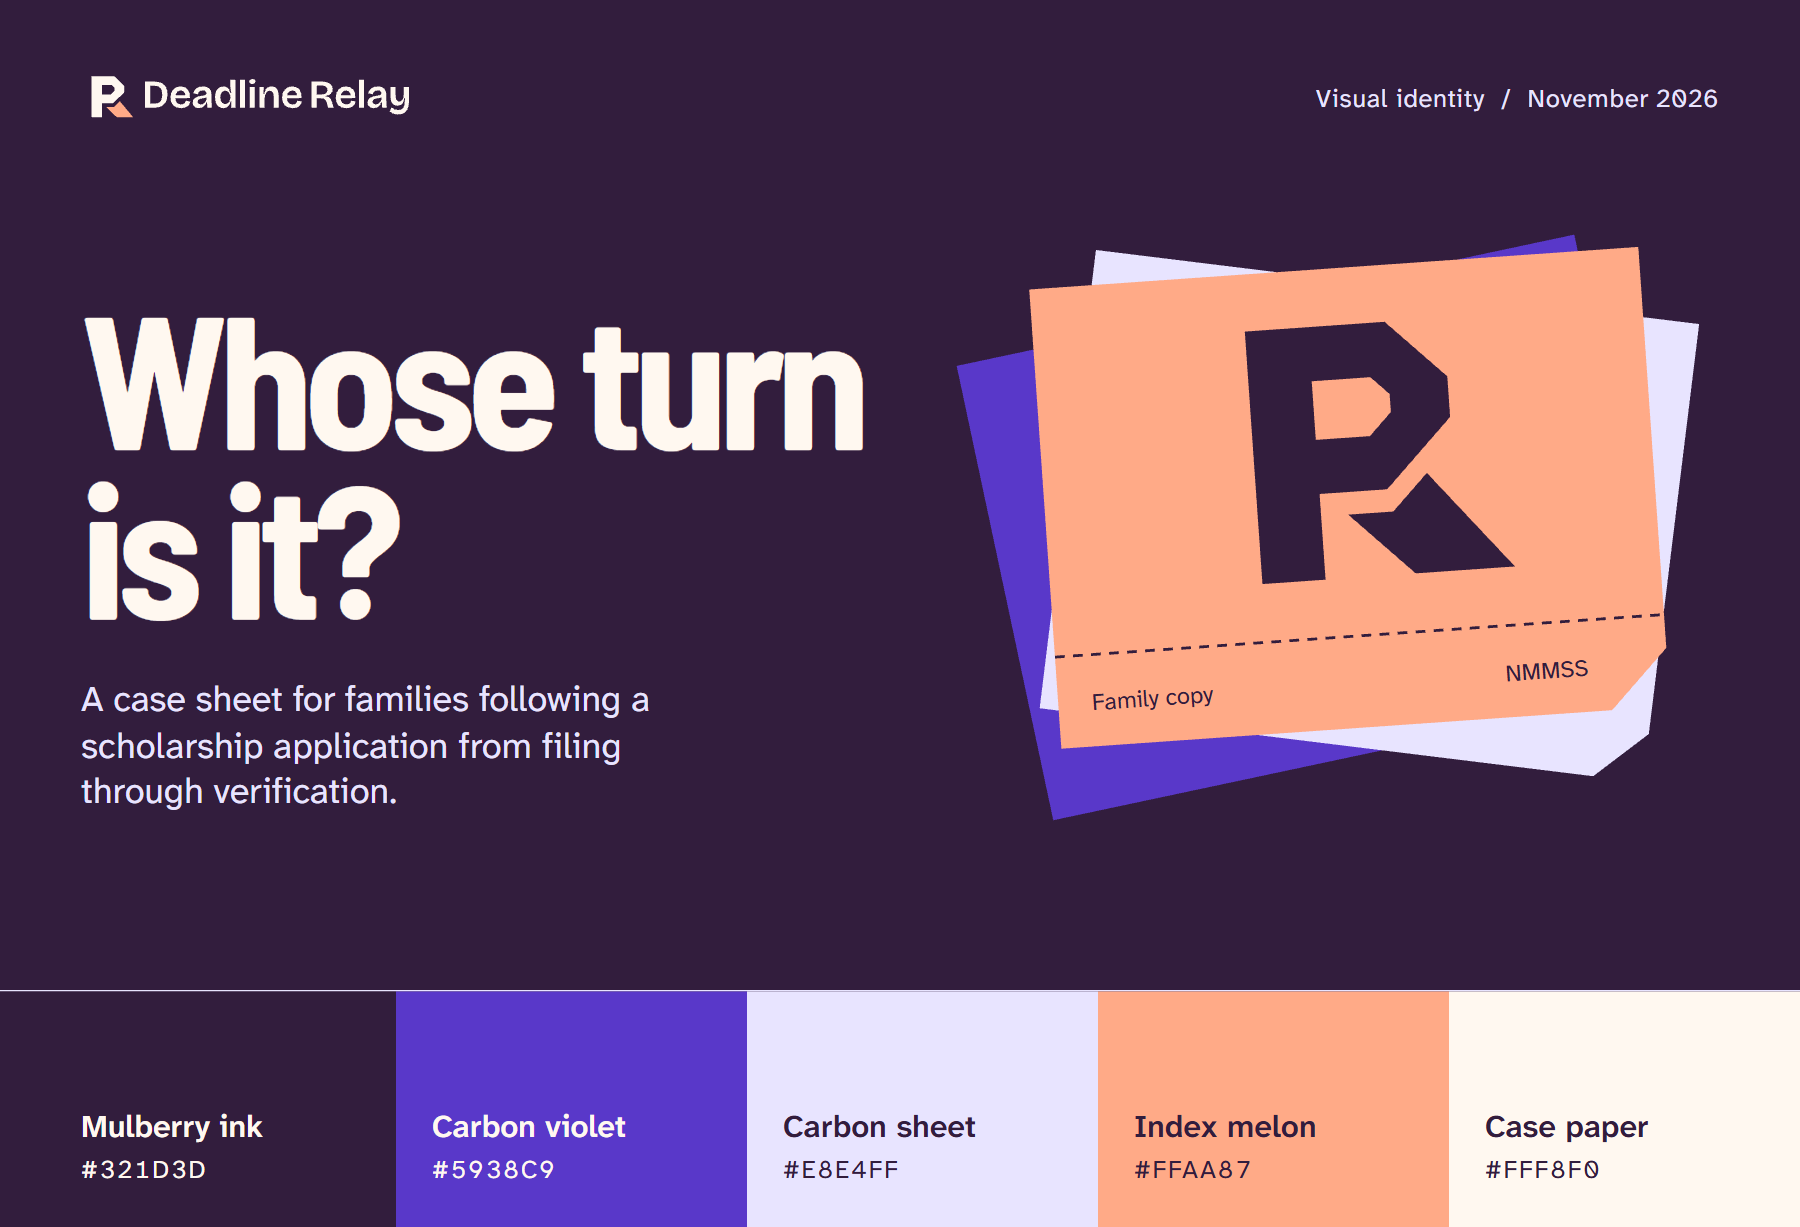 Deadline Relay
Visual identity / November 2026
Whose turn
is it?
A case sheet for families following a
scholarship application from filing
through verification.
R
Family copy
NMMSS
Mulberry ink
#321D3D
Carbon violet
#5938C9
Carbon sheet
#E8E4FF
Index melon
#FFAA87
Case paper
#FFF8F0